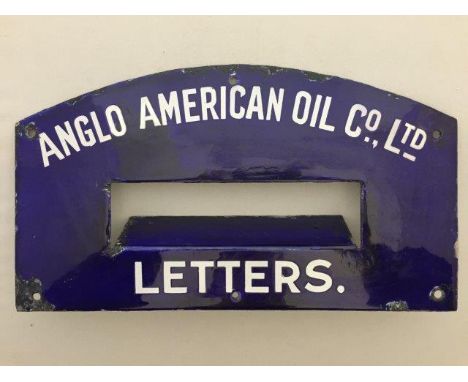 ANGLO AMERICAN OIL CO., LTD
LETTERS.